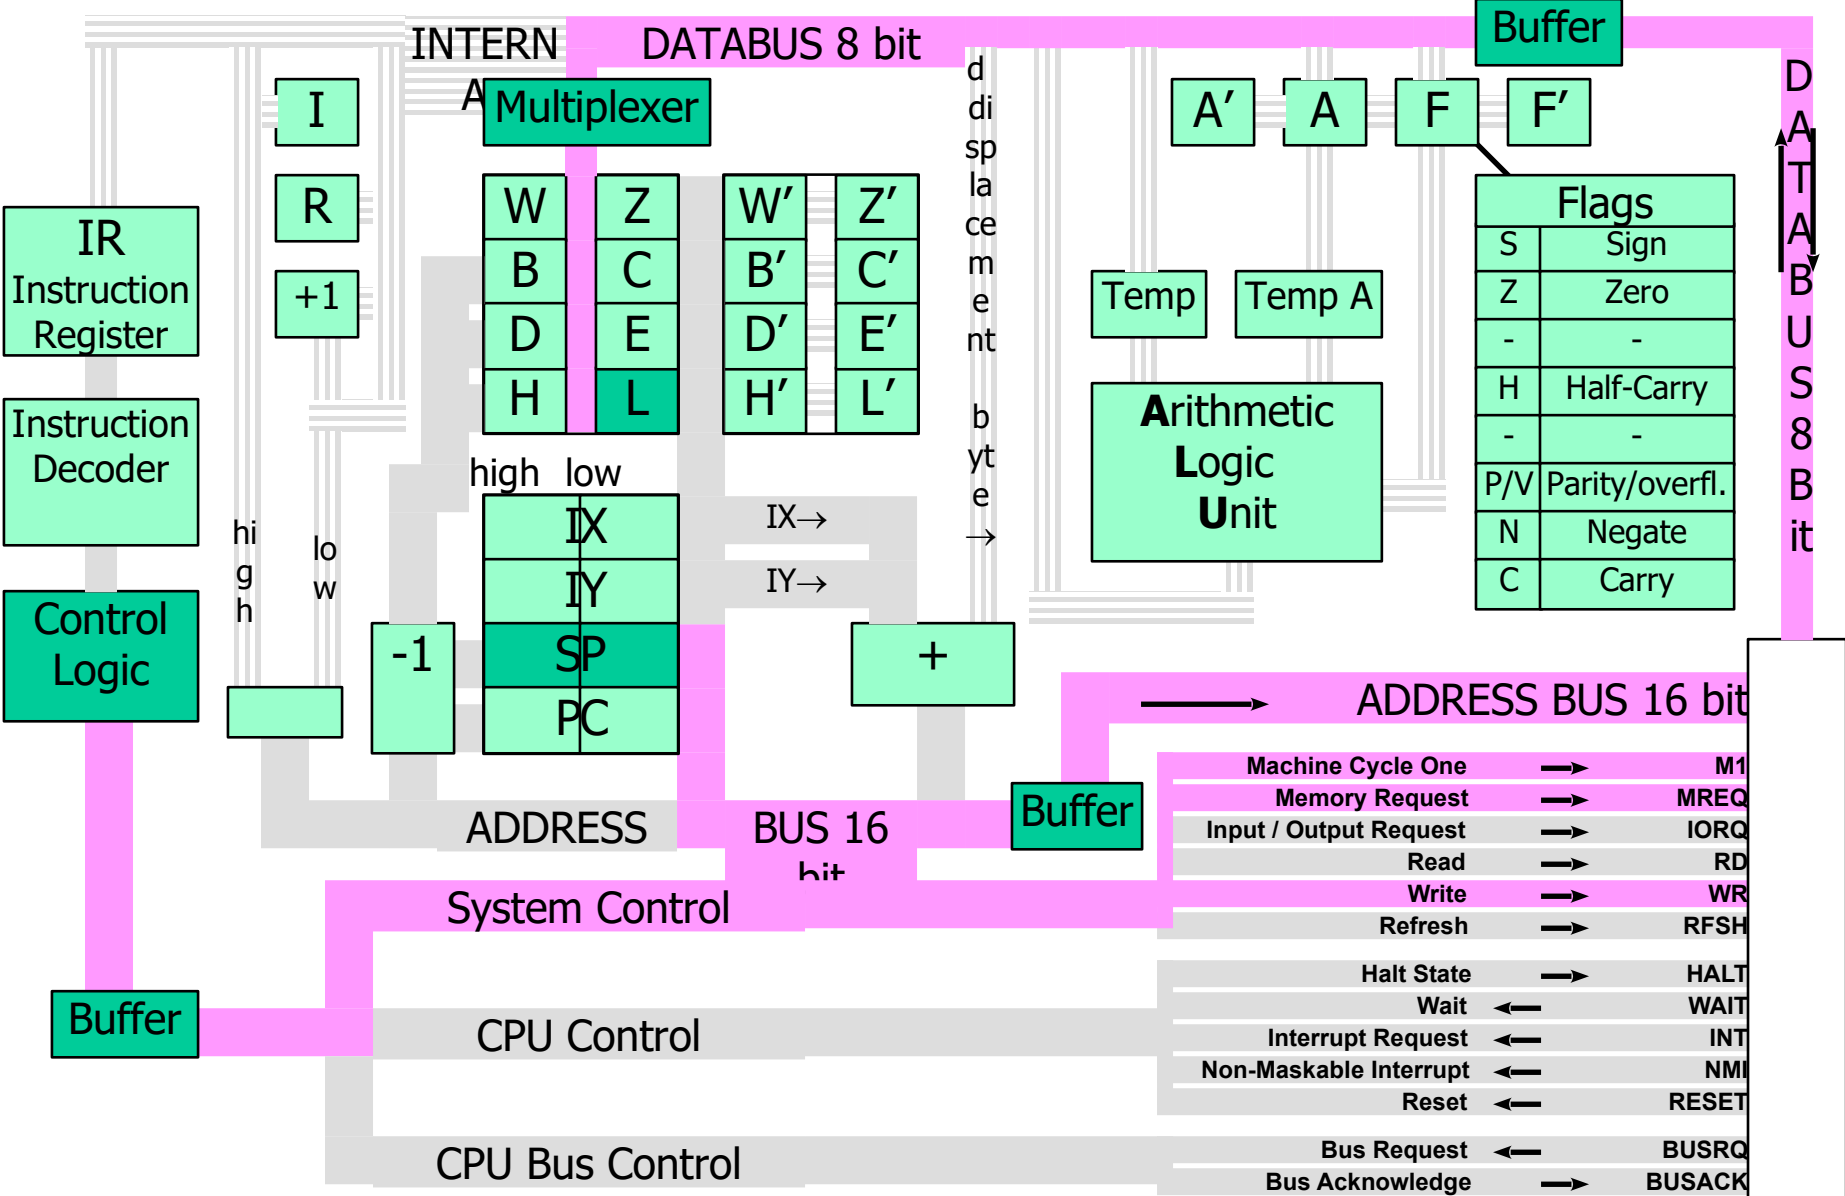 INTERN
A
DATABUS 8 bit
Buffer
Multiplexer
I
R
+1
IR
Instruction
Register
Instruction
Decoder
Control
Logic
Buffer
hi
g
h
lo
w
W
Z
B
C
D
E
H
L
W’
Z’
B’
C’
D’
E’
H’
L’
high low
IX
IY
SP
PC
-1
IX→
IY→
+
d
di
sp
la
ce
m
e
nt
b
yt
e
→
A’
A
F
F’
Temp
Temp A
Arithmetic
Logic
Unit
Flags
S Sign
Z Zero
- -
H Half-Carry
- -
P/V Parity/overfl.
N Negate
C Carry
D
A
T
A
B
U
S
8
B
it
ADDRESS BUS 16 bit
ADDRESS
BUS 16
bit
Buffer
System Control
CPU Control
CPU Bus Control
Machine Cycle One M1
Memory Request MREQ
Input / Output Request IORQ
Read RD
Write WR
Refresh RFSH
Halt State HALT
Wait WAIT
Interrupt Request INT
Non-Maskable Interrupt NMI
Reset RESET
Bus Request BUSRQ
Bus Acknowledge BUSACK